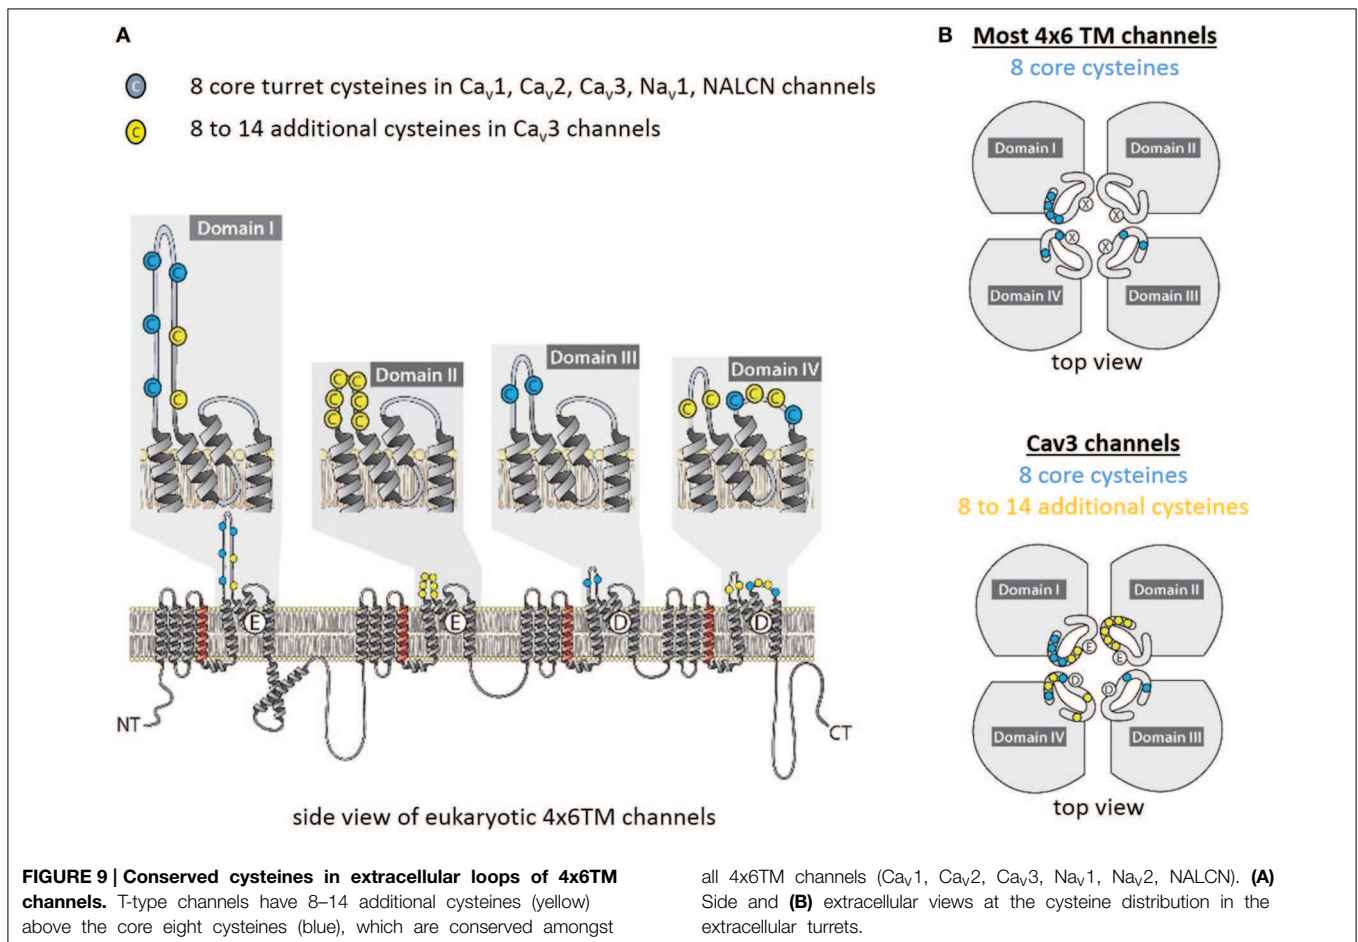 A
C 8 core turret cysteines in Cav1, Cav2, Cav3, Nav1, NALCN channels
C 8 to 14 additional cysteines in Cav3 channels
Domain I
C
C
C
C
C
C
Domain II
C C
C C
C C
Domain III
C C
Domain IV
C C C C C C
E
E
D
D
NT
CT
side view of eukaryotic 4x6TM channels
B
Most 4x6 TM channels
8 core cysteines
Domain I
Domain II
X
X
X
X
Domain IV
Domain III
top view
Cav3 channels
8 core cysteines
8 to 14 additional cysteines
Domain I
Domain II
E
E
D
D
Domain IV
Domain III
top view
FIGURE 9 | Conserved cysteines in extracellular loops of 4x6TM
channels. T-type channels have 8–14 additional cysteines (yellow)
above the core eight cysteines (blue), which are conserved amongst
all 4x6TM channels (CaV1, CaV2, CaV3, NaV1, NaV2, NALCN). (A)
Side and (B) extracellular views at the cysteine distribution in the
extracellular turrets.